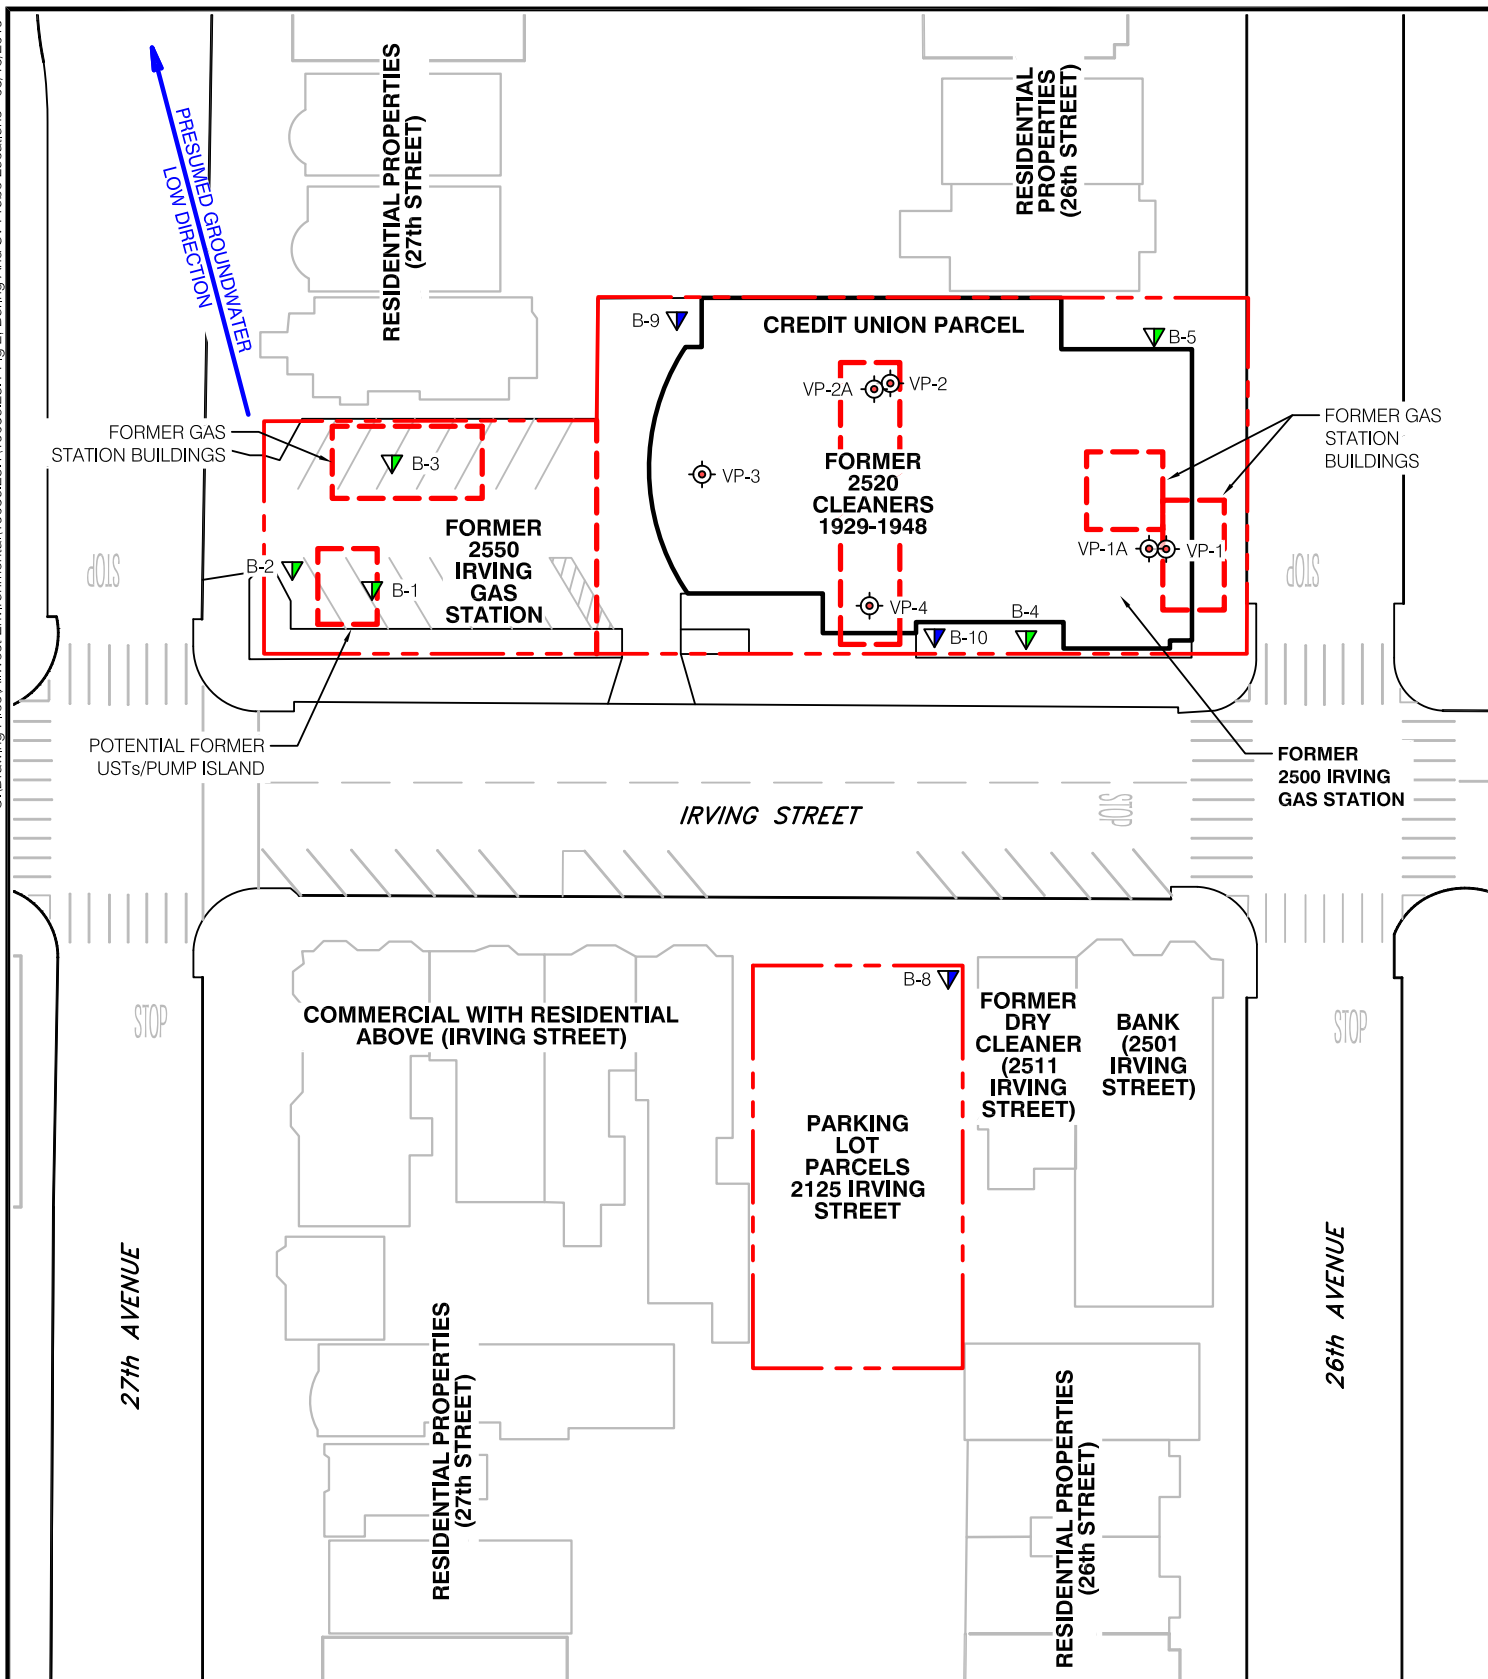 PRESUMED GROUNDWATER
LOW DIRECTION
RESIDENTIAL PROPERTIES
(27th STREET)
RESIDENTIAL
PROPERTIES
(26th STREET)
B-9
CREDIT UNION PARCEL
B-5
VP-2A
VP-2
FORMER GAS
STATION BUILDINGS
B-3
VP-3
FORMER
2520
CLEANERS
1929-1948
FORMER GAS
STATION
BUILDINGS
FORMER
2550
IRVING
GAS
STATION
B-2
B-1
VP-1A
VP-1
VP-4
B-4
B-10
STOP
STOP
POTENTIAL FORMER
USTs/PUMP ISLAND
FORMER
2500 IRVING
GAS STATION
IRVING STREET
STOP
B-8
COMMERCIAL WITH RESIDENTIAL
ABOVE (IRVING STREET)
FORMER
DRY
CLEANER
(2511
IRVING
STREET)
BANK
(2501
IRVING
STREET)
STOP
STOP
PARKING
LOT
PARCELS
2125 IRVING
STREET
27th AVENUE
26th AVENUE
RESIDENTIAL PROPERTIES
(27th STREET)
RESIDENTIAL PROPERTIES
(26th STREET)